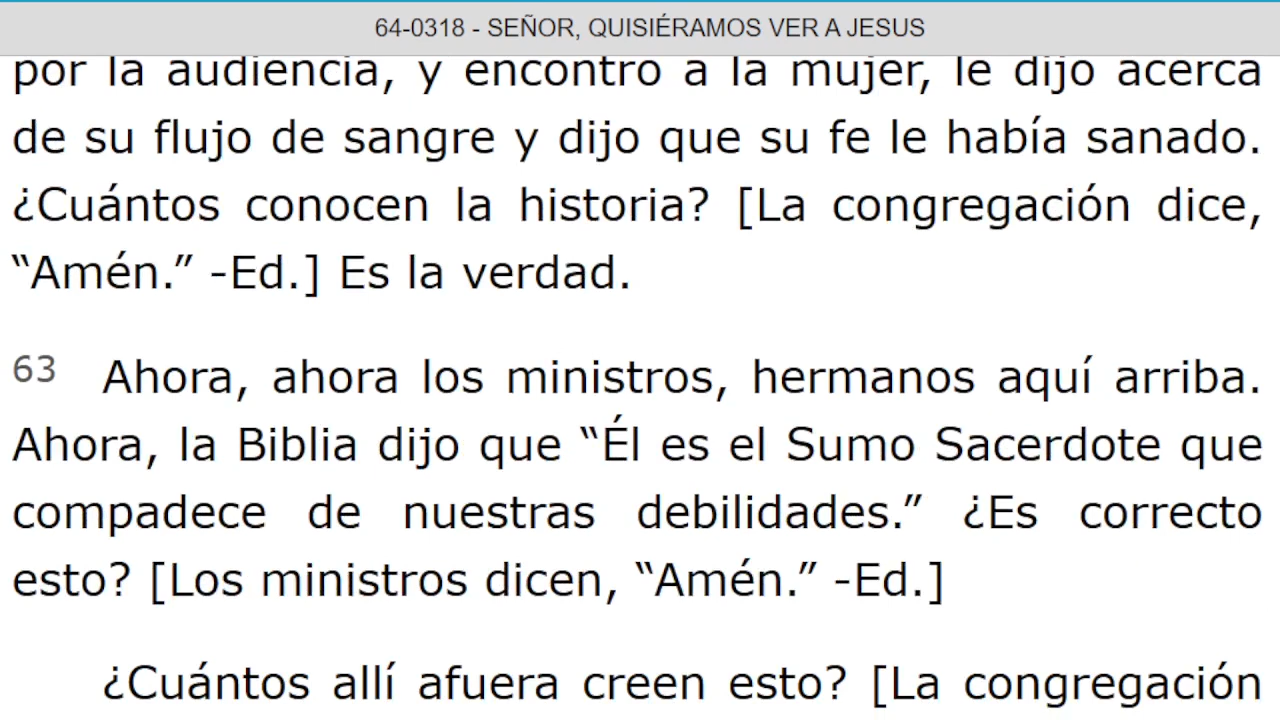 64-0318 - SEÑOR, QUISIÉRAMOS VER A JESUS
por la audiencia, y encontró a la mujer, le dijo acerca
de su flujo de sangre y dijo que su fe le había sanado.
¿Cuántos conocen la historia? [La congregación dice,
“Amén.” -Ed.] Es la verdad.
63 Ahora, ahora los ministros, hermanos aquí arriba.
Ahora, la Biblia dijo que “Él es el Sumo Sacerdote que
compadece de nuestras debilidades.” ¿Es correcto
esto? [Los ministros dicen, “Amén.” -Ed.]
¿Cuántos allí afuera creen esto? [La congregación